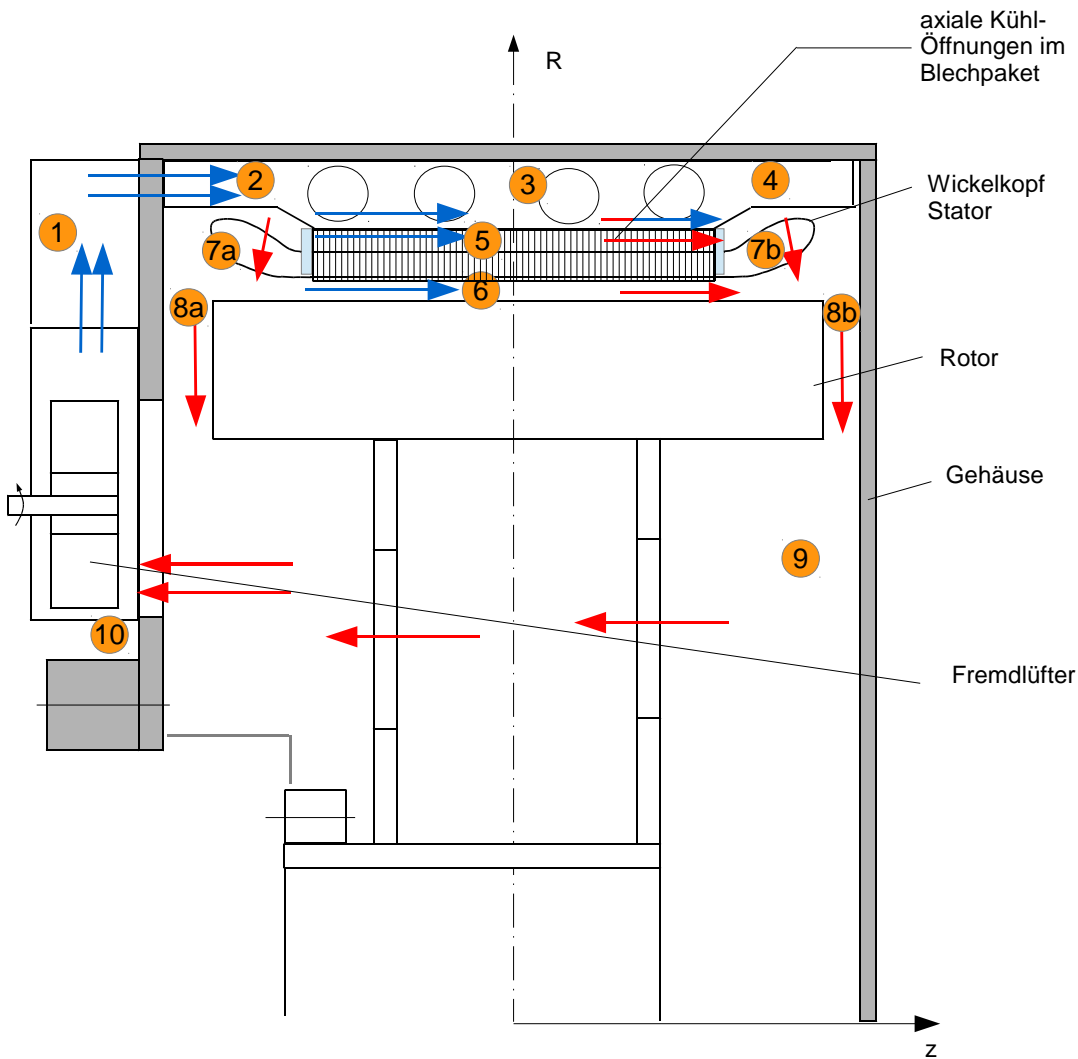 axiale Kühl-
Öffnungen im
Blechpaket
R
2
3
4
Wickelkopf
Stator
1
5
7a
7b
6
8a
8b
Rotor
Gehäuse
9
10
Fremdlüfter
z